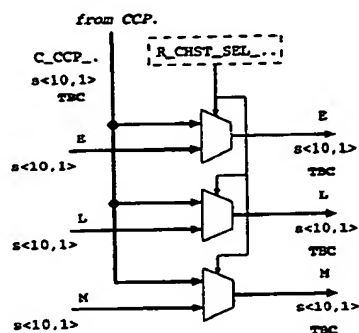 from CCP.
C_CCP_.
s<10,1>
TBC
R_CHST_SEL_..
E
s<10,1>
E
s<10,1>
TBC
L
s<10,1>
L
s<10,1>
TBC
M
s<10,1>
M
s<10,1>
TBC